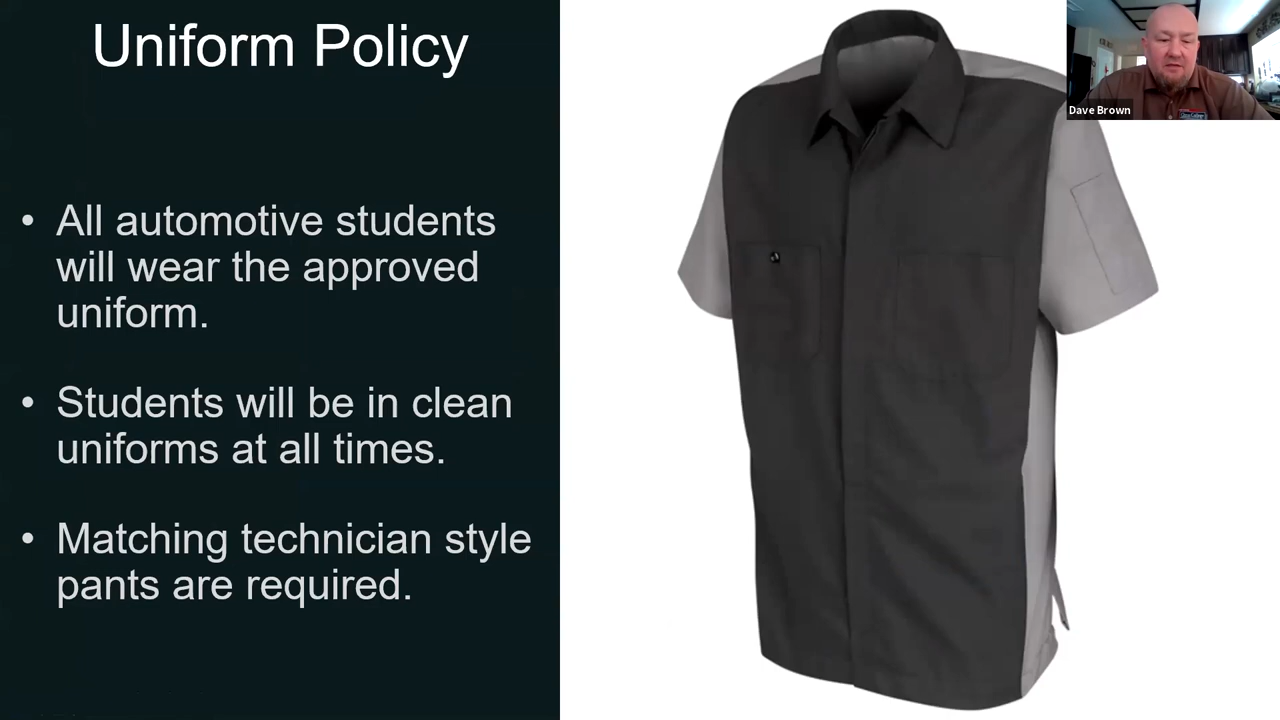 Uniform Policy
Dave Brown
• All automotive students
will wear the approved
uniform.
• Students will be in clean
uniforms at all times.
• Matching technician style
pants are required.